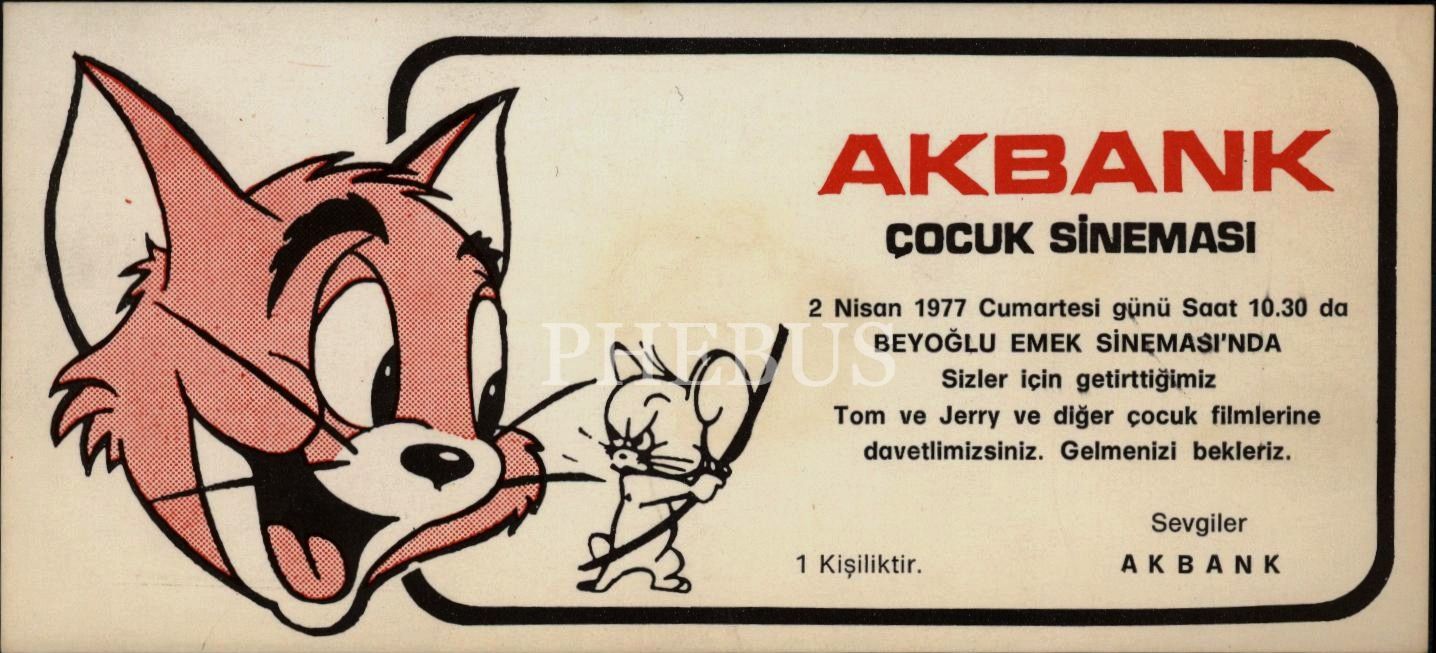 AKBANK
ÇOCUK SİNEMASI
2 Nisan 1977 Cumartesi günü Saat 10.30 da
BEYOĞLU EMEK SİNEMASI'NDA
Sizler için getirttiğimiz
Tom ve Jerry ve diğer çocuk filmlerine
davetlimizsiniz. Gelmenizi bekleriz.
Sevgiler
1 Kişiliktir.
AKBANK
PHEBUS